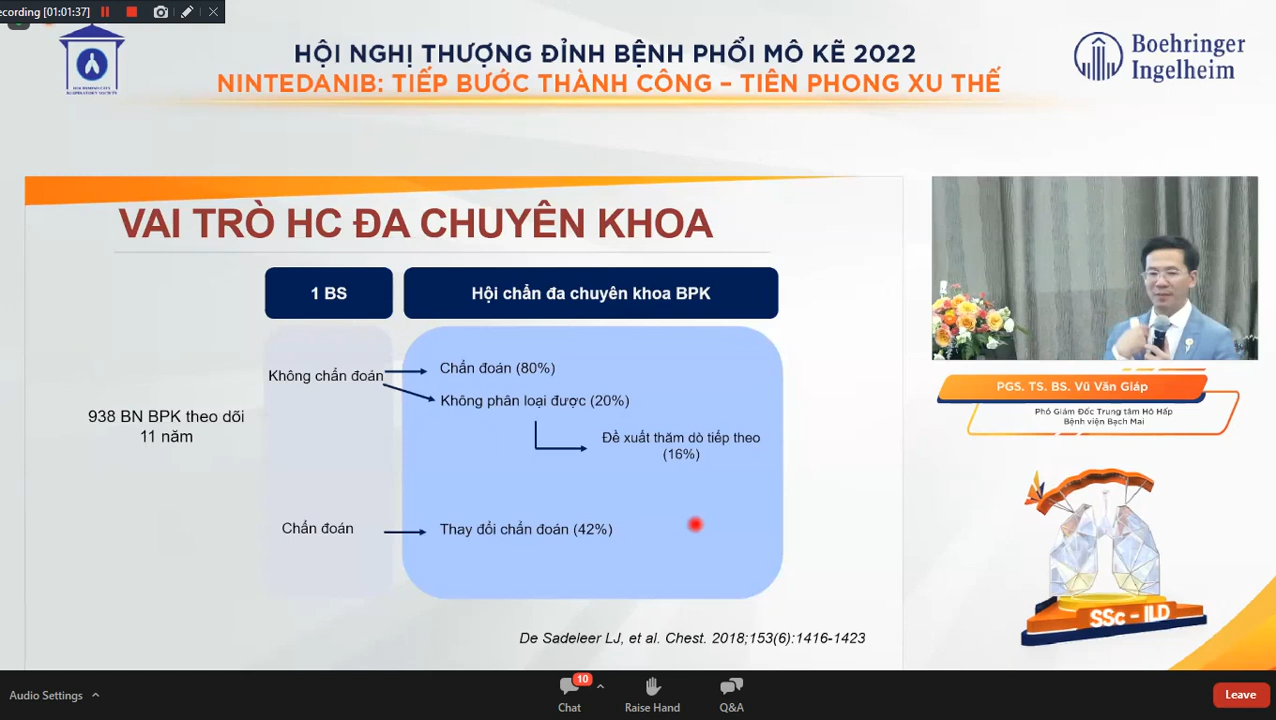 ecording [01:01:37]
HỘI NGHỊ THƯỢNG ĐỈNH BỆNH PHỔI MÔ KẼ 2022
NINTEDANIB: TIẾP BƯỚC THÀNH CÔNG – TIÊN PHONG XU THẾ
Boehringer
Ingelheim
VAI TRÒ HC ĐA CHUYÊN KHOA
1 BS
Hội chẩn đa chuyên khoa BPK
Không chẩn đoán
Chẩn đoán (80%)
Không phân loại được (20%)
938 BN BPK theo dõi
11 năm
Đề xuất thăm dò tiếp theo
(16%)
Chẩn đoán
Thay đổi chẩn đoán (42%)
De Sadeleer LJ, et al. Chest. 2018;153(6):1416-1423
PGS. TS. BS. Vũ Văn Giáp
Phó Giám Đốc Trung tâm Hô Hấp
Bệnh viện Bạch Mai
SSc - ILD
Audio Settings
10
Chat
Raise Hand
Q&A
Leave